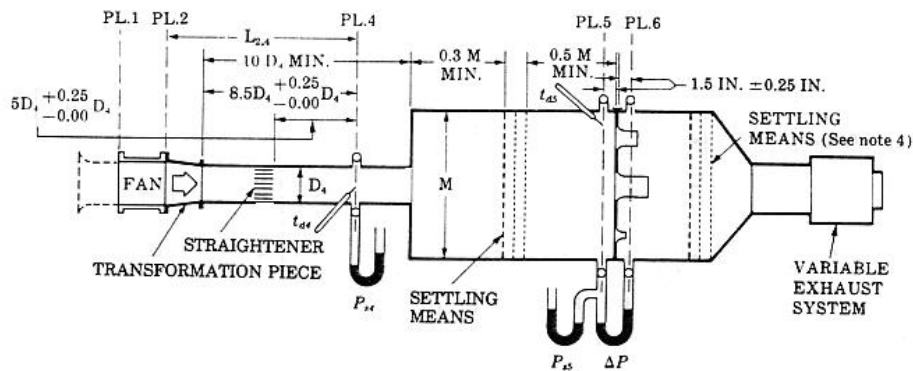 PL.1 PL.2 PL.4 PL.5 PL.6
L2,4
10 D4 MIN.
0.3 M
MIN.
0.5 M
MIN.
1.5 IN. ±0.25 IN.
8.5D4 +0.25 -0.00 D4
5D4 +0.25 -0.00 D4
td5
SETTLING
MEANS (See note 4)
FAN
D4
M
td4
STRAIGHTENER
TRANSFORMATION PIECE
Ps4
SETTLING
MEANS
VARIABLE
EXHAUST
SYSTEM
Ps5
ΔP